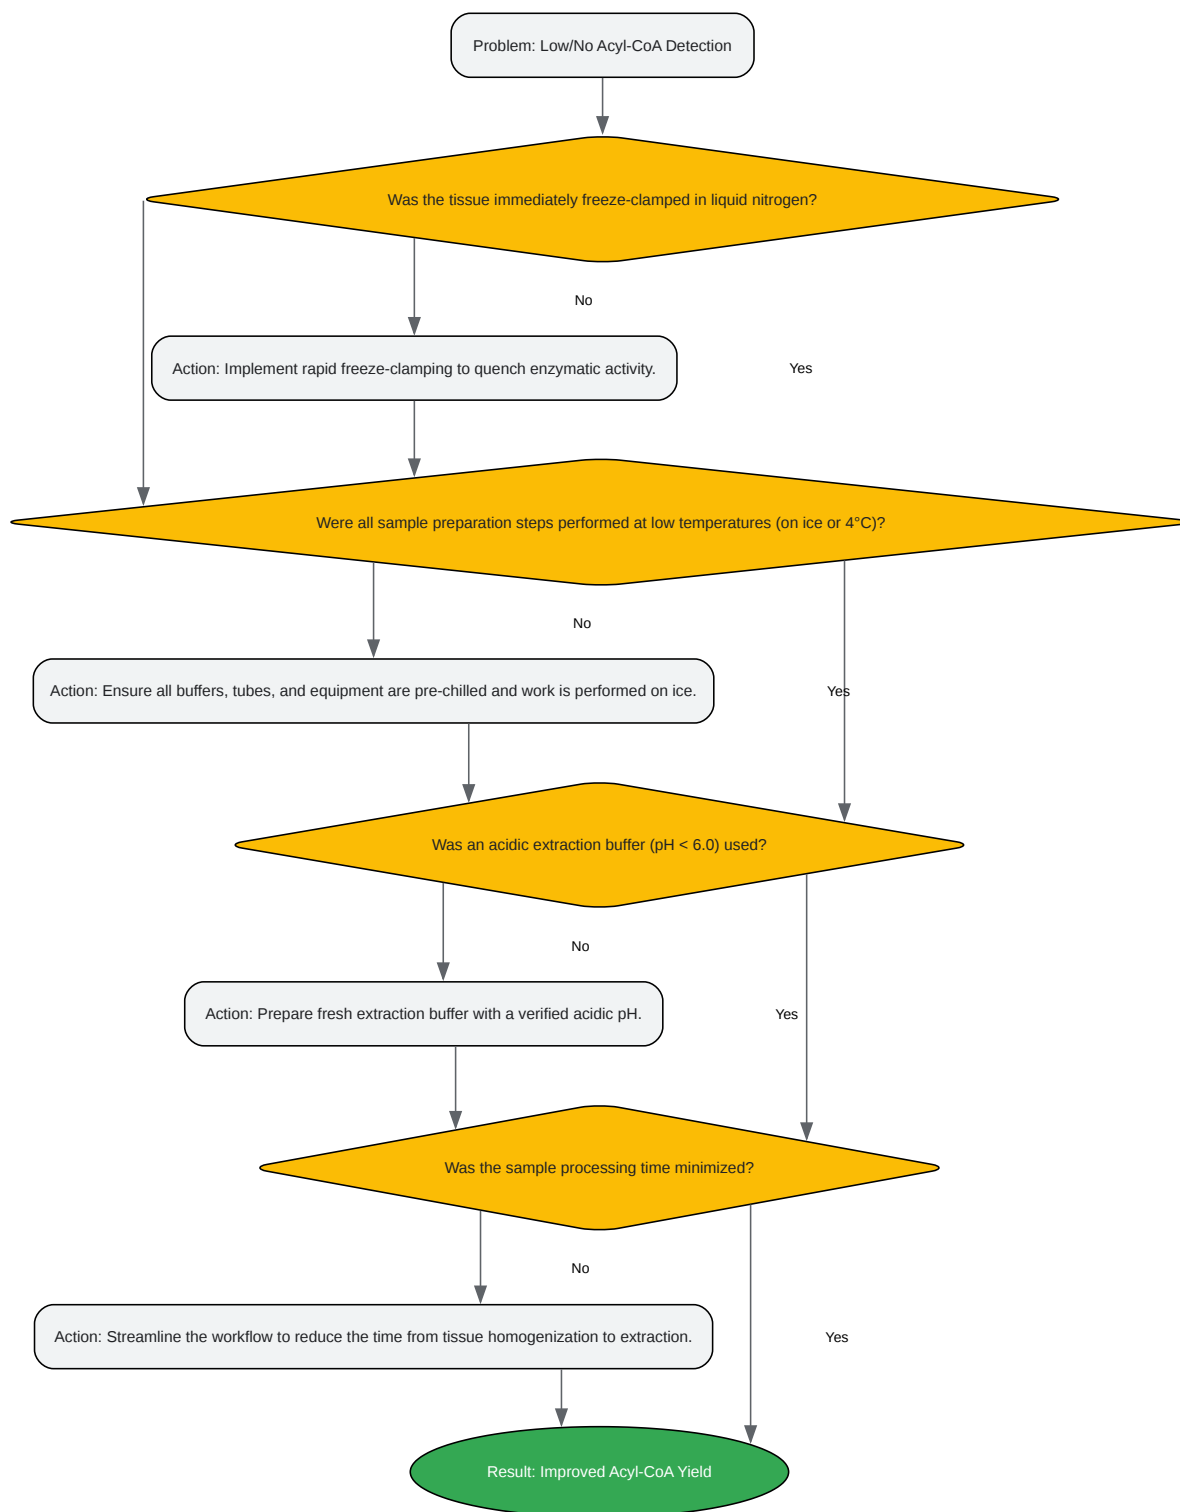 Problem: Low/No Acyl-CoA Detection
Was the tissue immediately freeze-clamped in liquid nitrogen?
No
Action: Implement rapid freeze-clamping to quench enzymatic activity.
Yes
Were all sample preparation steps performed at low temperatures (on ice or 4°C)?
No
Action: Ensure all buffers, tubes, and equipment are pre-chilled and work is performed on ice.
Yes
Was an acidic extraction buffer (pH < 6.0) used?
No
Action: Prepare fresh extraction buffer with a verified acidic pH.
Yes
Was the sample processing time minimized?
No
Action: Streamline the workflow to reduce the time from tissue homogenization to extraction.
Yes
Result: Improved Acyl-CoA Yield